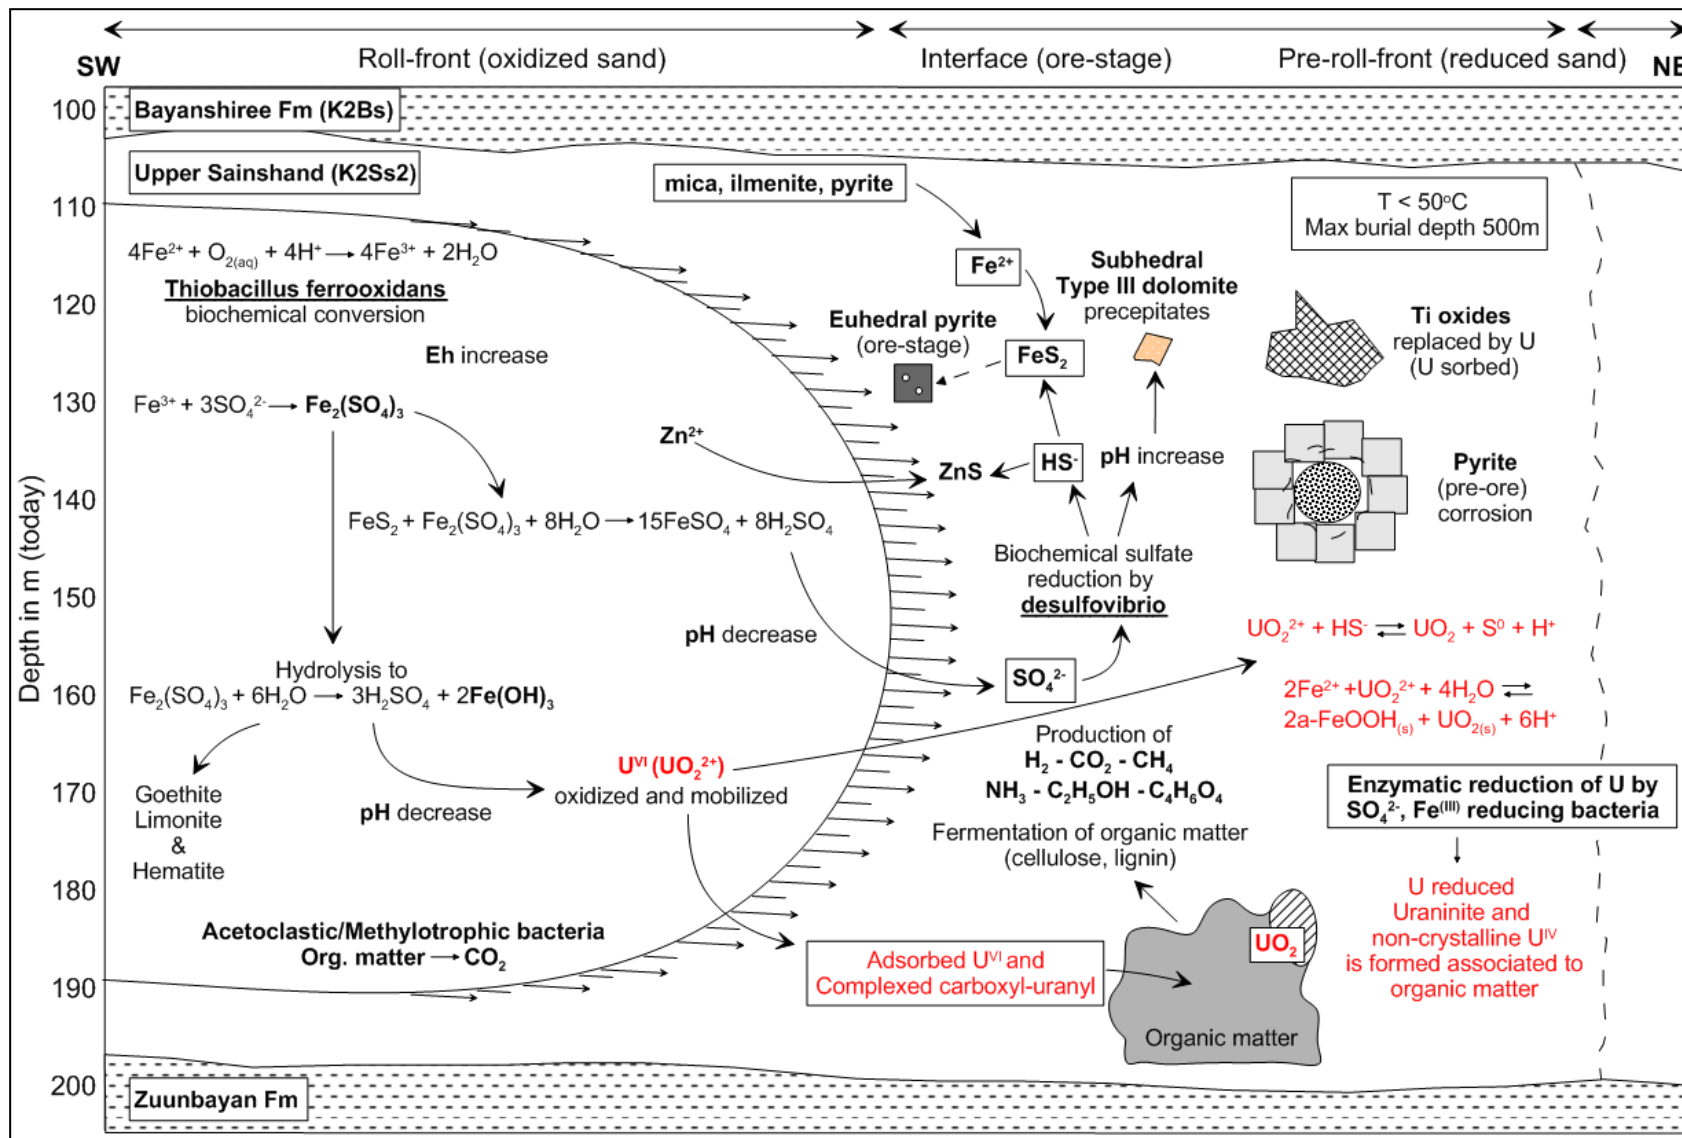 Roll-front (oxidized sand)
Interface (ore-stage)
Pre-roll-front (reduced sand)
SW
NE
Depth in m (today)
100
110
120
130
140
150
160
170
180
190
200
Bayanshiree Fm (K2Bs)
Upper Sainshand (K2Ss2)
4Fe²⁺ + O₂₍aq₎ + 4H⁺ → 4Fe³⁺ + 2H₂O
Thiobacillus ferrooxidans
biochemical conversion
Eh increase
Fe³⁺ + 3SO₄²⁻ → Fe₂(SO₄)₃
FeS₂ + Fe₂(SO₄)₃ + 8H₂O → 15FeSO₄ + 8H₂SO₄
pH decrease
Hydrolysis to
Fe₂(SO₄)₃ + 6H₂O → 3H₂SO₄ + 2Fe(OH)₃
Goethite
Limonite
&
Hematite
pH decrease
Uⱽᴵ (UO₂²⁺)
oxidized and mobilized
Acetoclastic/Methylotrophic bacteria
Org. matter → CO₂
Zn²⁺
mica, ilmenite, pyrite
Fe²⁺
Euhedral pyrite
(ore-stage)
FeS₂
Subhedral
Type III dolomite
precepitates
ZnS
HS⁻
pH increase
Biochemical sulfate
reduction by
desulfovibrio
SO₄²⁻
Production of
H₂ - CO₂ - CH₄
NH₃ - C₂H₅OH - C₄H₆O₄
Fermentation of organic matter
(cellulose, lignin)
Adsorbed Uⱽᴵ and
Complexed carboxyl-uranyl
UO₂
Organic matter
T < 50°C
Max burial depth 500m
Ti oxides
replaced by U
(U sorbed)
Pyrite
(pre-ore)
corrosion
UO₂²⁺ + HS⁻ ⇌ UO₂ + S⁰ + H⁺
2Fe²⁺ +UO₂²⁺ + 4H₂O ⇌
2a-FeOOH₍s₎ + UO₂₍s₎ + 6H⁺
Enzymatic reduction of U by
SO₄²⁻, Fe⁽ᴵᴵᴵ⁾ reducing bacteria
U reduced
Uraninite and
non-crystalline Uᴵⱽ
is formed associated to
organic matter
Zuunbayan Fm